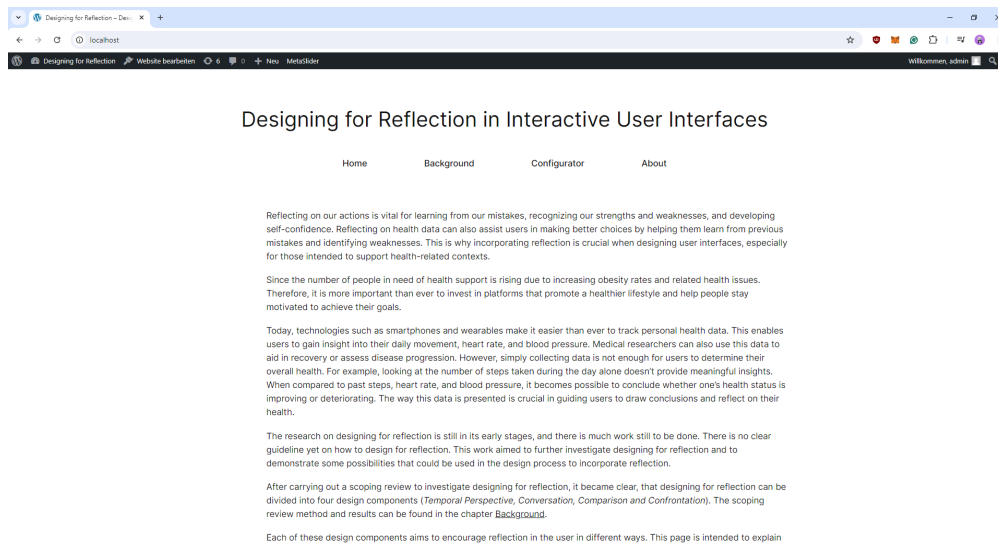 Designing for Reflection – Desi
localhost
Designing for Reflection Website bearbeiten 6 0 Neu MetaSlider Willkommen, admin
Designing for Reflection in Interactive User Interfaces
Home Background Configurator About
Reflecting on our actions is vital for learning from our mistakes, recognizing our strengths and weaknesses, and developing
self-confidence. Reflecting on health data can also assist users in making better choices by helping them learn from previous
mistakes and identifying weaknesses. This is why incorporating reflection is crucial when designing user interfaces, especially
for those intended to support health-related contexts.
Since the number of people in need of health support is rising due to increasing obesity rates and related health issues.
Therefore, it is more important than ever to invest in platforms that promote a healthier lifestyle and help people stay
motivated to achieve their goals.
Today, technologies such as smartphones and wearables make it easier than ever to track personal health data. This enables
users to gain insight into their daily movement, heart rate, and blood pressure. Medical researchers can also use this data to
aid in recovery or assess disease progression. However, simply collecting data is not enough for users to determine their
overall health. For example, looking at the number of steps taken during the day alone doesn't provide meaningful insights.
When compared to past steps, heart rate, and blood pressure, it becomes possible to conclude whether one's health status is
improving or deteriorating. The way this data is presented is crucial in guiding users to draw conclusions and reflect on their
health.
The research on designing for reflection is still in its early stages, and there is much work still to be done. There is no clear
guideline yet on how to design for reflection. This work aimed to further investigate designing for reflection and to
demonstrate some possibilities that could be used in the design process to incorporate reflection.
After carrying out a scoping review to investigate designing for reflection, it became clear, that designing for reflection can be
divided into four design components (Temporal Perspective, Conversation, Comparison and Confrontation). The scoping
review method and results can be found in the chapter Background.
Each of these design components aims to encourage reflection in the user in different ways. This page is intended to explain